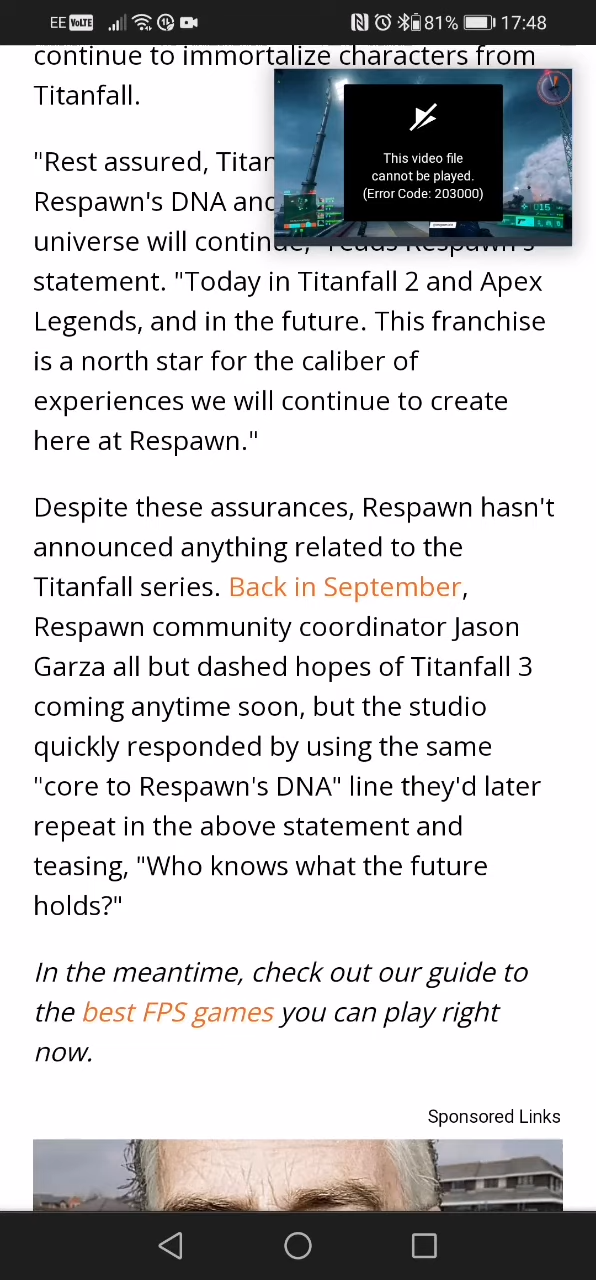 EE VoLTE 81% 17:48
continue to immortalize characters from
Titanfall.
This video file
cannot be played.
(Error Code: 203000)
"Rest assured, Titan
Respawn's DNA and
universe will continue," reads Respawn's
statement. "Today in Titanfall 2 and Apex
Legends, and in the future. This franchise
is a north star for the caliber of
experiences we will continue to create
here at Respawn."
Despite these assurances, Respawn hasn't
announced anything related to the
Titanfall series. Back in September,
Respawn community coordinator Jason
Garza all but dashed hopes of Titanfall 3
coming anytime soon, but the studio
quickly responded by using the same
"core to Respawn's DNA" line they'd later
repeat in the above statement and
teasing, "Who knows what the future
holds?"
In the meantime, check out our guide to
the best FPS games you can play right
now.
Sponsored Links